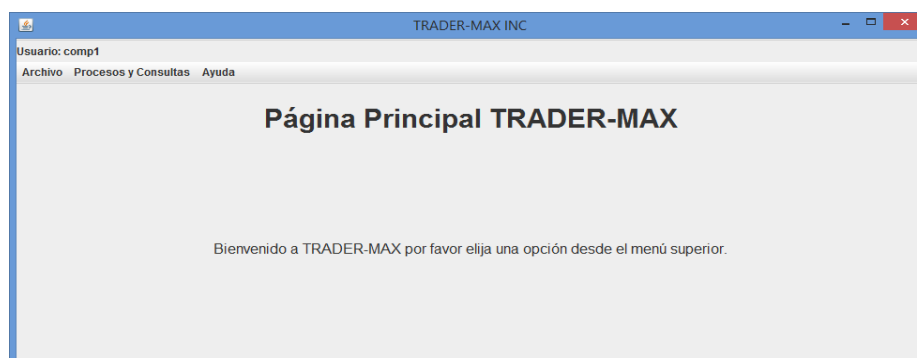 TRADER-MAX INC
Usuario: comp1
Archivo Procesos y Consultas Ayuda
Página Principal TRADER-MAX
Bienvenido a TRADER-MAX por favor elija una opción desde el menú superior.